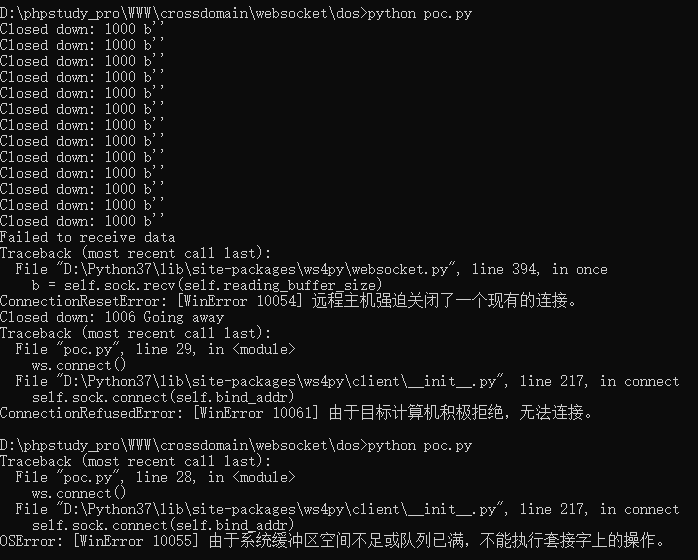 D:\phpstudy_pro\WWW\crossdomain\websocket\dos>python poc.py
Closed down: 1000 b''
Closed down: 1000 b''
Closed down: 1000 b''
Closed down: 1000 b''
Closed down: 1000 b''
Closed down: 1000 b''
Closed down: 1000 b''
Closed down: 1000 b''
Closed down: 1000 b''
Closed down: 1000 b''
Closed down: 1000 b''
Closed down: 1000 b''
Closed down: 1000 b''
Failed to receive data
Traceback (most recent call last):
  File "D:\Python37\lib\site-packages\ws4py\websocket.py", line 394, in once
    b = self.sock.recv(self.reading_buffer_size)
ConnectionResetError: [WinError 10054] 远程主机强迫关闭了一个现有的连接。
Closed down: 1006 Going away
Traceback (most recent call last):
  File "poc.py", line 29, in <module>
    ws.connect()
  File "D:\Python37\lib\site-packages\ws4py\client\__init__.py", line 217, in connect
    self.sock.connect(self.bind_addr)
ConnectionRefusedError: [WinError 10061] 由于目标计算机积极拒绝，无法连接。
D:\phpstudy_pro\WWW\crossdomain\websocket\dos>python poc.py
Traceback (most recent call last):
  File "poc.py", line 28, in <module>
    ws.connect()
  File "D:\Python37\lib\site-packages\ws4py\client\__init__.py", line 217, in connect
    self.sock.connect(self.bind_addr)
OSError: [WinError 10055] 由于系统缓冲区空间不足或队列已满，不能执行套接字上的操作。